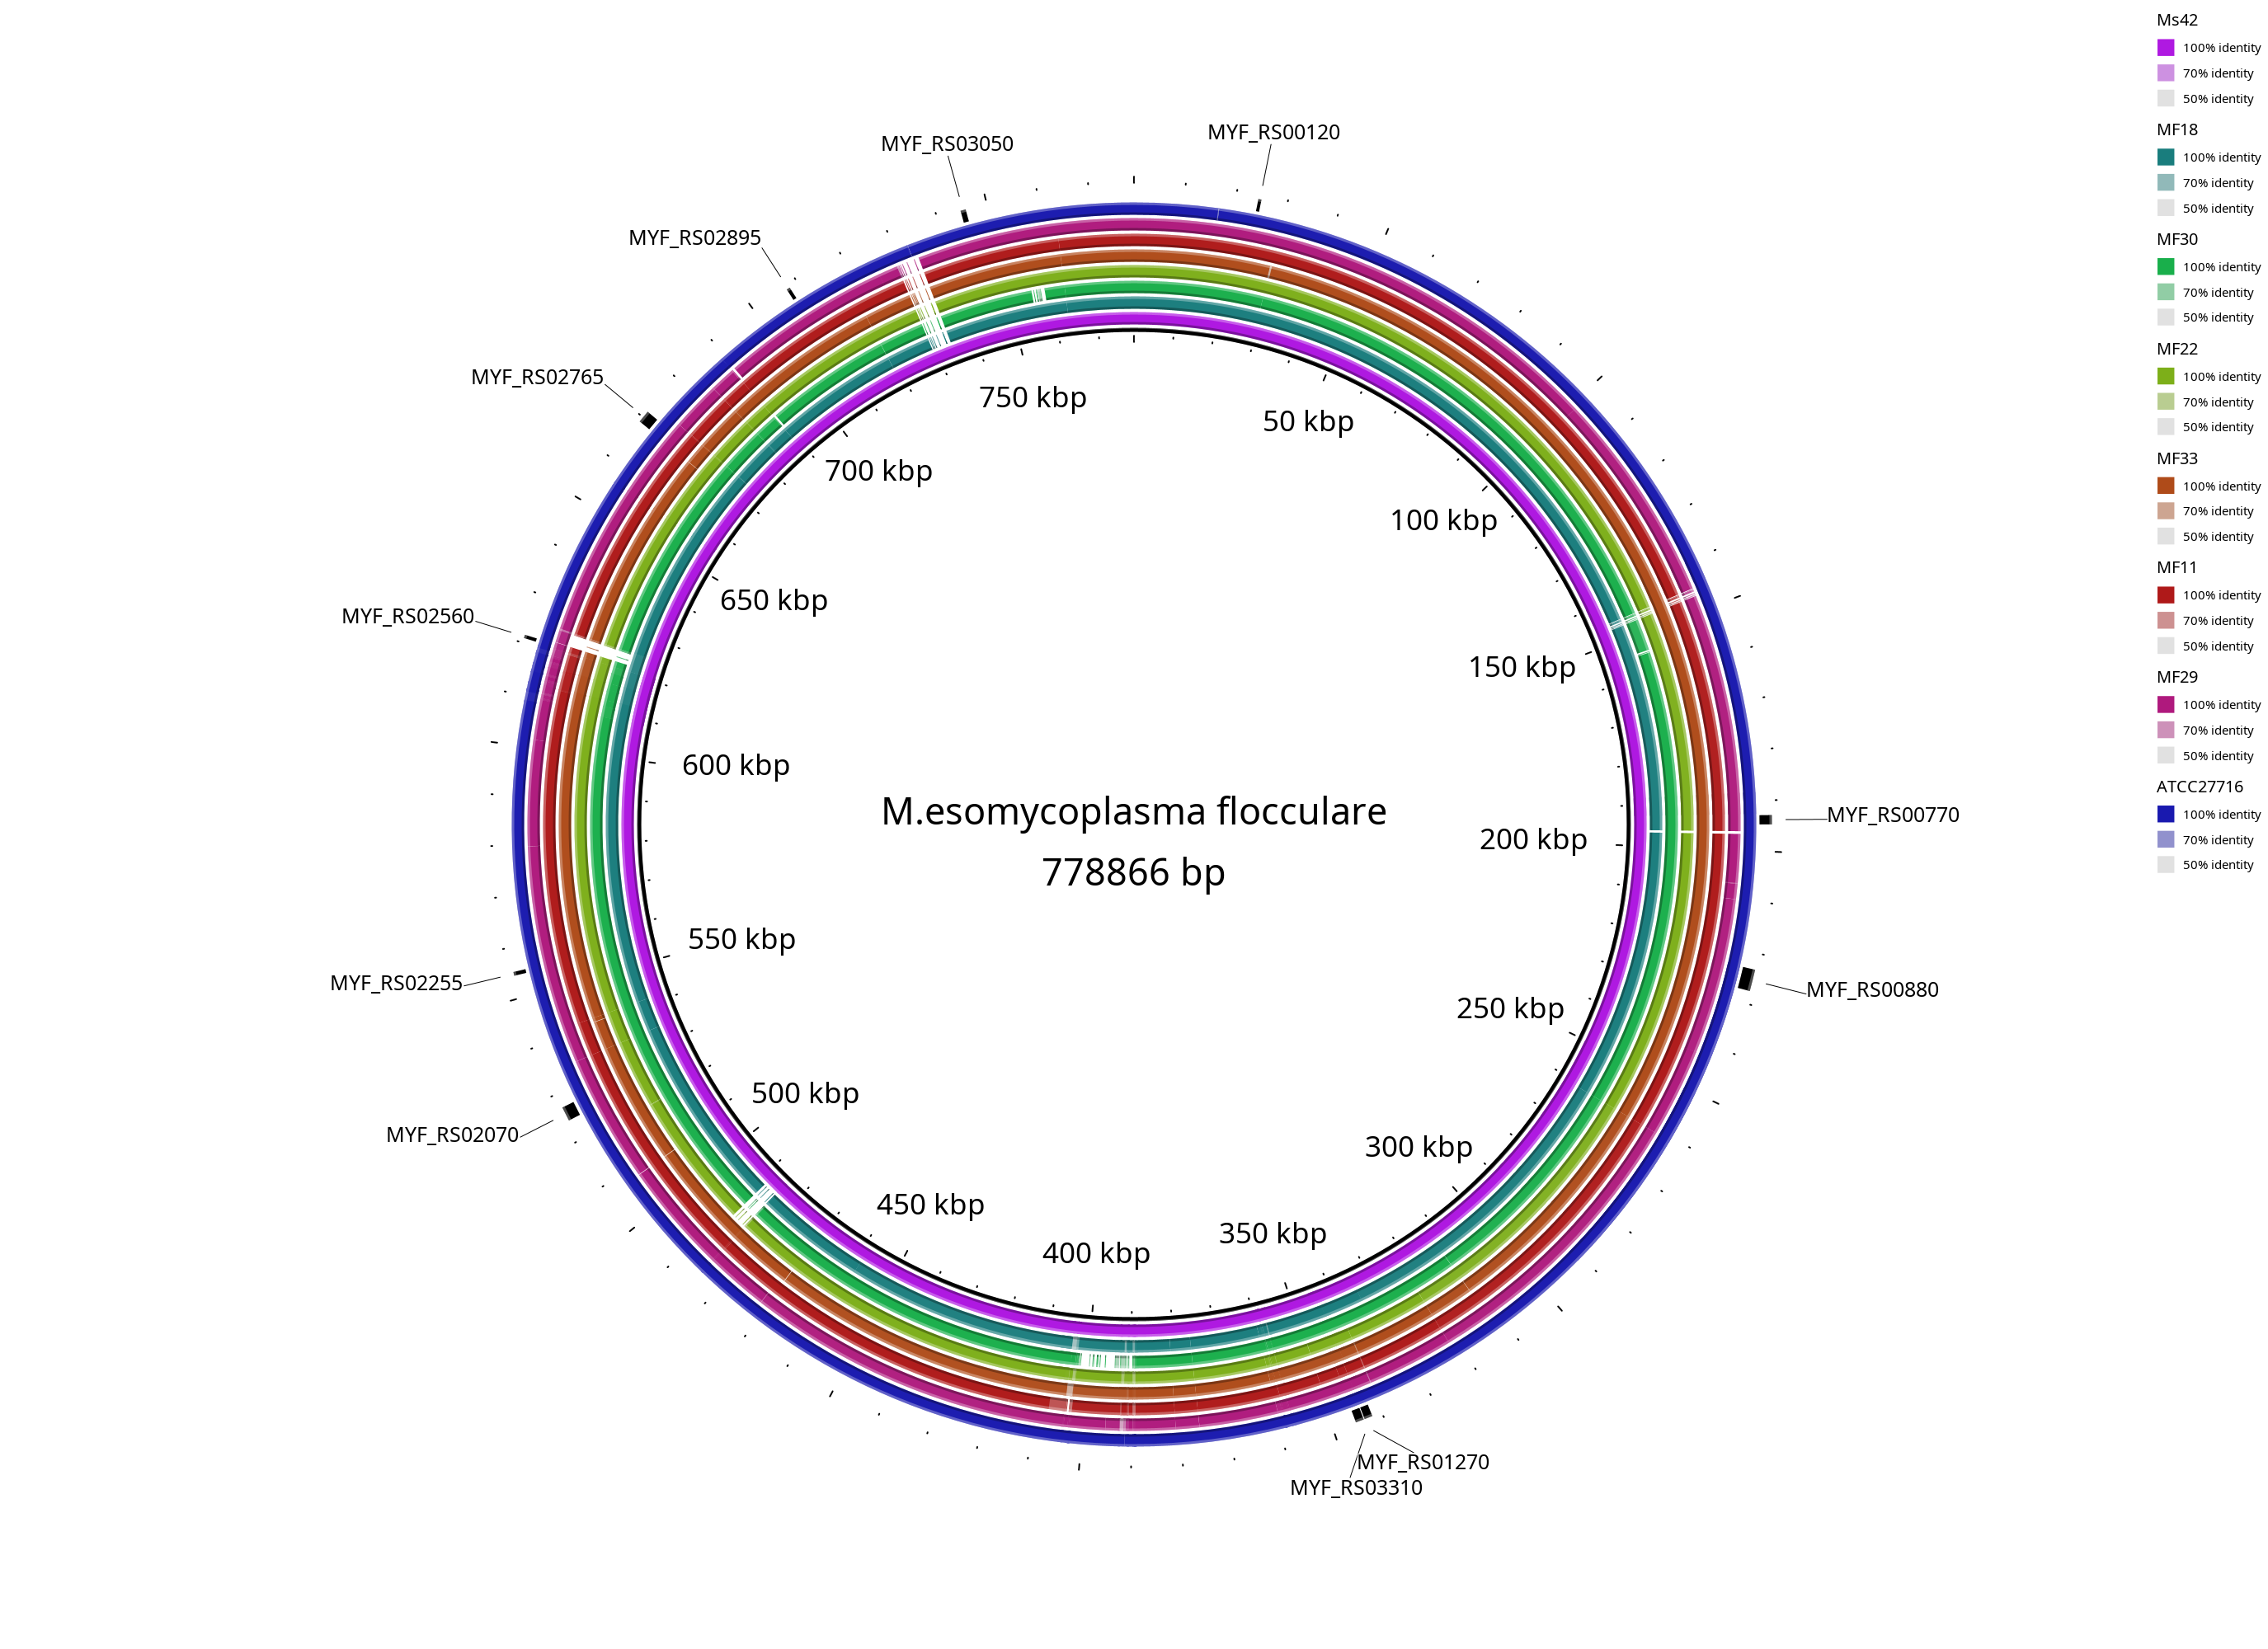 Ms42
100% identity
70% identity
50% identity
MF18
100% identity
70% identity
50% identity
MF30
100% identity
70% identity
50% identity
MF22
100% identity
70% identity
50% identity
MF33
100% identity
70% identity
50% identity
MF11
100% identity
70% identity
50% identity
MF29
100% identity
70% identity
50% identity
ATCC27716
100% identity
70% identity
50% identity
MYF_RS00120
MYF_RS03050
MYF_RS02895
MYF_RS02765
MYF_RS02560
MYF_RS02255
MYF_RS02070
MYF_RS03310
MYF_RS01270
MYF_RS00880
MYF_RS00770
50 kbp
100 kbp
150 kbp
200 kbp
250 kbp
300 kbp
350 kbp
400 kbp
450 kbp
500 kbp
550 kbp
600 kbp
650 kbp
700 kbp
750 kbp
M.esomycoplasma flocculare
778866 bp